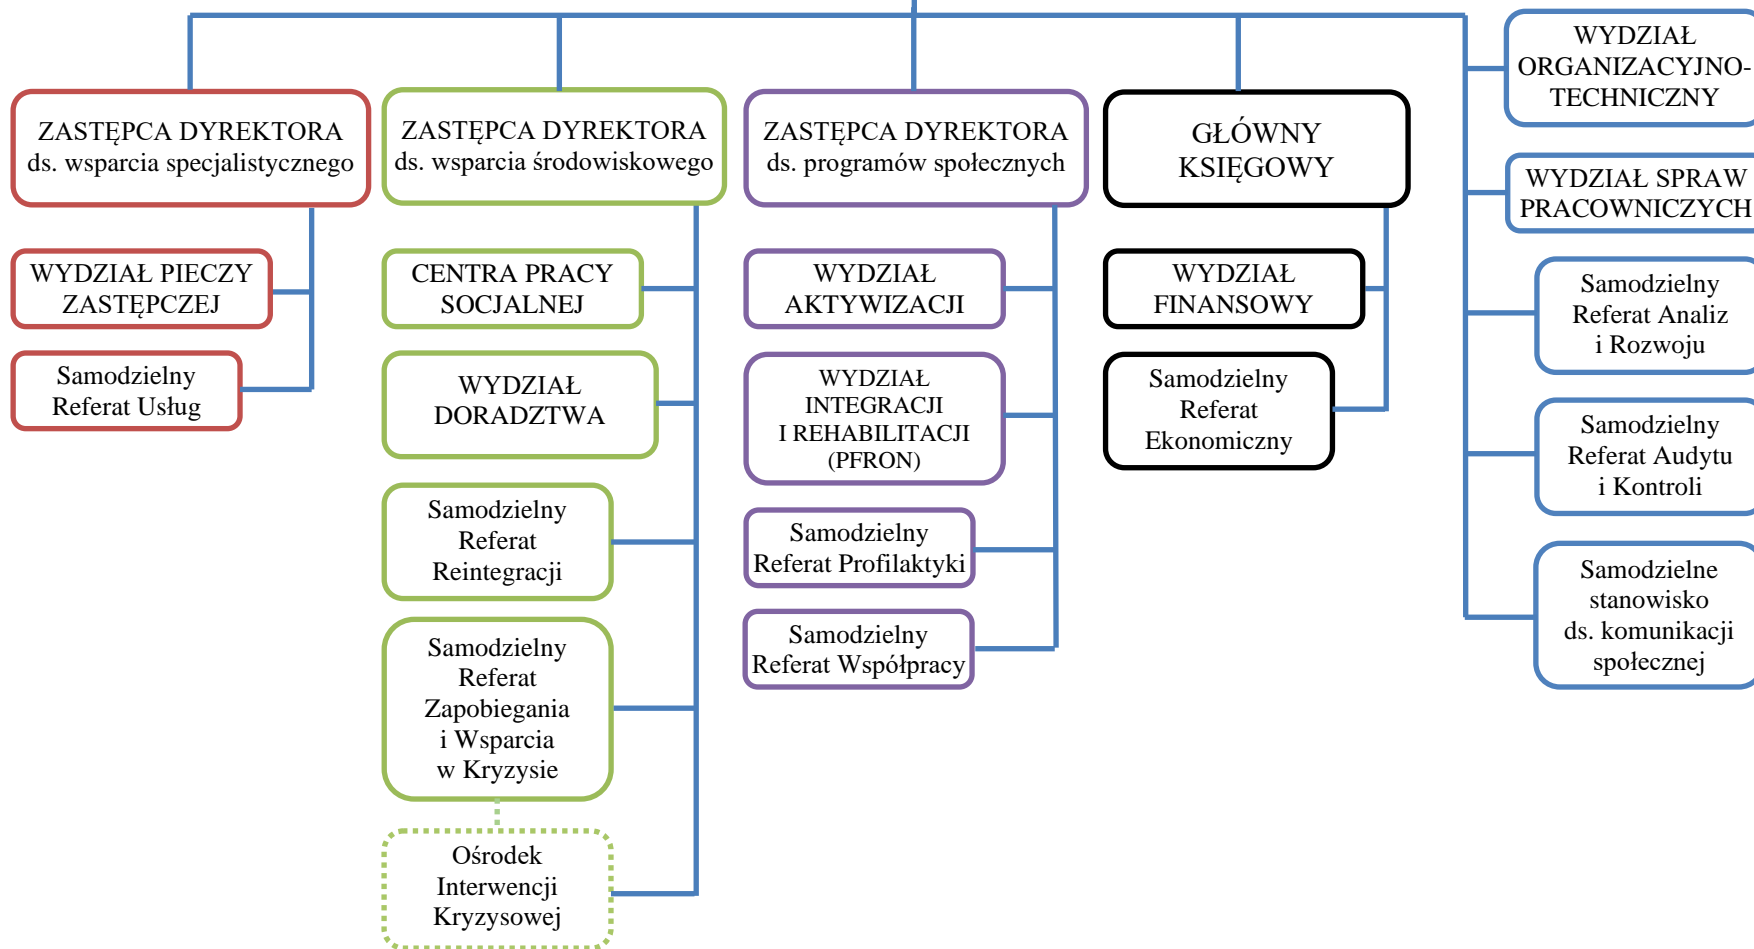 ZASTĘPCA DYREKTORA
ds. wsparcia specjalistycznego
WYDZIAŁ PIECZY
ZASTĘPCZEJ
Samodzielny
Referat Usług
ZASTĘPCA DYREKTORA
ds. wsparcia środowiskowego
CENTRA PRACY
SOCJALNEJ
WYDZIAŁ
DORADZTWA
Samodzielny
Referat
Reintegracji
Samodzielny
Referat
Zapobiegania
i Wsparcia
w Kryzysie
Ośrodek
Interwencji
Kryzysowej
ZASTĘPCA DYREKTORA
ds. programów społecznych
WYDZIAŁ
AKTYWIZACJI
WYDZIAŁ
INTEGRACJI
I REHABILITACJI
(PFRON)
Samodzielny
Referat Profilaktyki
Samodzielny
Referat Współpracy
GŁÓWNY
KSIĘGOWY
WYDZIAŁ
FINANSOWY
Samodzielny
Referat
Ekonomiczny
WYDZIAŁ
ORGANIZACYJNO-
TECHNICZNY
WYDZIAŁ SPRAW
PRACOWNICZYCH
Samodzielny
Referat Analiz
i Rozwoju
Samodzielny
Referat Audytu
i Kontroli
Samodzielne
stanowisko
ds. komunikacji
społecznej